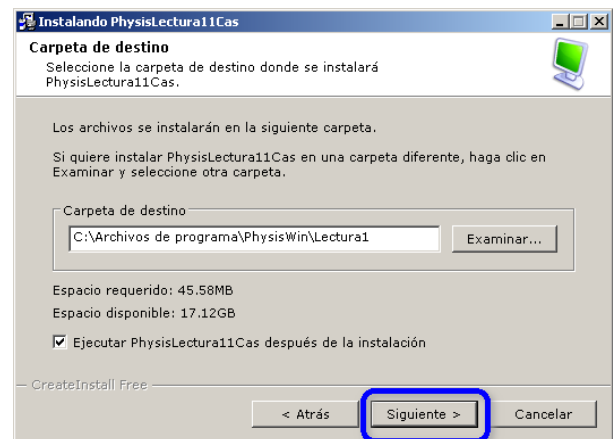 Instalando PhysisLectura11Cas
Carpeta de destino
Seleccione la carpeta de destino donde se instalará
PhysisLectura11Cas.
Los archivos se instalarán en la siguiente carpeta.
Si quiere instalar PhysisLectura11Cas en una carpeta diferente, haga clic en
Examinar y seleccione otra carpeta.
Carpeta de destino
C:\Archivos de programa\PhysisWin\Lectura1
Examinar...
Espacio requerido: 45.58MB
Espacio disponible: 17.12GB
Ejecutar PhysisLectura11Cas después de la instalación
CreateInstall Free
< Atrás
Siguiente >
Cancelar